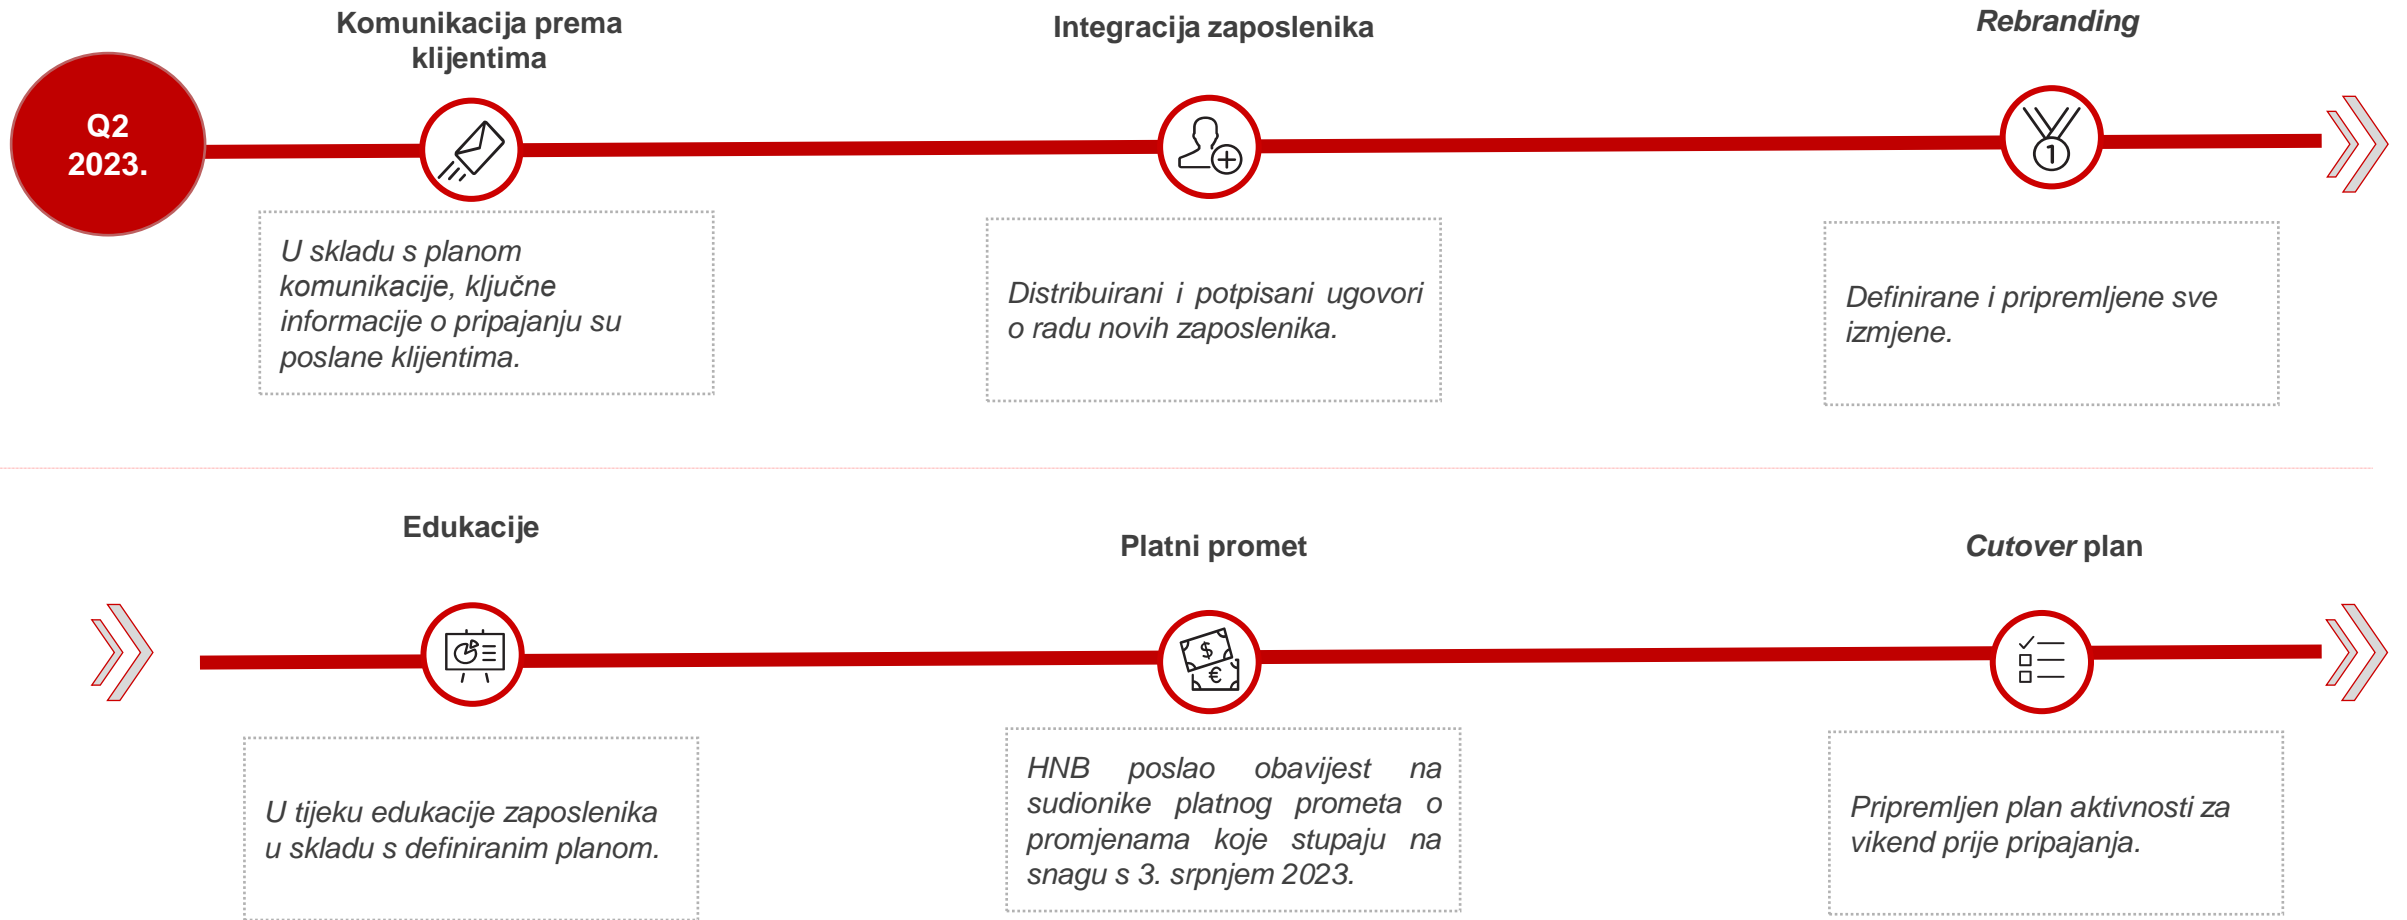 Q2
2023.
Komunikacija prema
klijentima
U skladu s planom
komunikacije, ključne
informacije o pripajanju su
poslane klijentima.
Integracija zaposlenika
Distribuirani i potpisani ugovori
o radu novih zaposlenika.
Rebranding
1
Definirane i pripremljene sve
izmjene.
Edukacije
U tijeku edukacije zaposlenika
u skladu s definiranim planom.
Platni promet
$
€
HNB poslao obavijest na
sudionike platnog prometa o
promjenama koje stupaju na
snagu s 3. srpnjem 2023.
Cutover plan
Pripremljen plan aktivnosti za
vikend prije pripajanja.